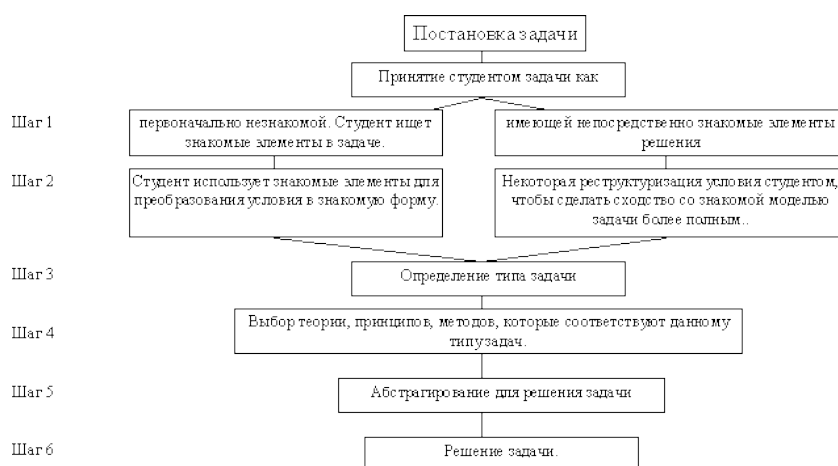 Постановка задачи
Принятие студентом задачи как
Шаг 1
первоначально незнакомой. Студент ищет
знакомые элементы в задаче.
имеющей непосредственно знакомые элементы
решения
Шаг 2
Студент использует знакомые элементы для
преобразования условия в знакомую форму.
Некоторая реструктуризация условия студентом,
чтобы сделать сходство со знакомой моделью
задачи более полным..
Шаг 3
Определение типа задачи
Шаг 4
Выбор теории, принципов, методов, которые соответствуют данному
типу задач.
Шаг 5
Абстрагирование для решения задачи
Шаг 6
Решение задачи.